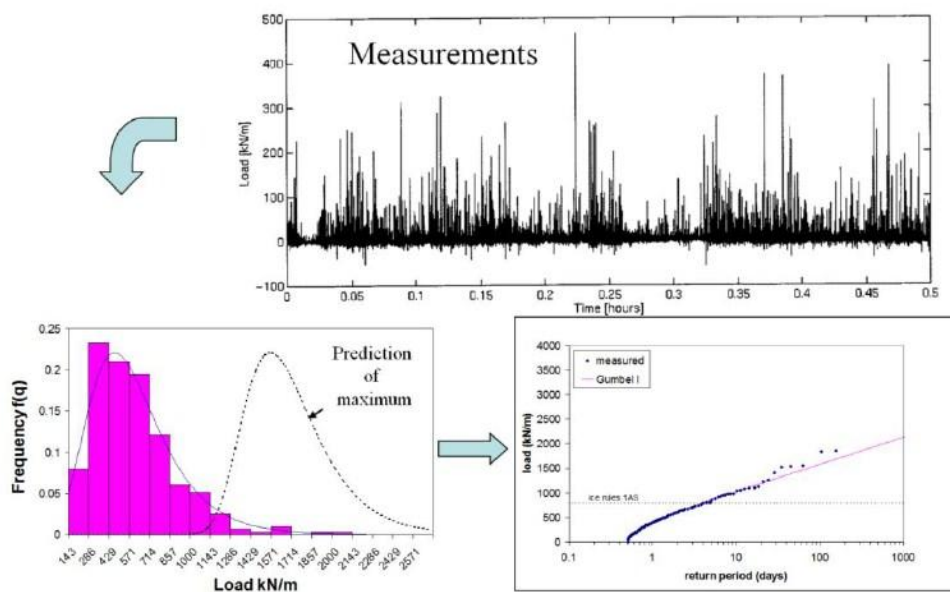 Measurements
Load [kN/m]
500
400
300
200
100
0
-100
0 0.05 0.1 0.15 0.2 0.25 0.3 0.35 0.4 0.45 0.5
Time [hours]
Frequency f(q)
0.25
0.2
0.15
0.1
0.05
0
Prediction
of
maximum
143 286 429 571 714 857 1000 1143 1286 1429 1571 1714 1857 2000 2143 2286 2429 2571
Load kN/m
load (kN/m)
4000
3500
3000
2500
2000
1500
1000
500
0
measured
Gumbel I
ice rules 1AS
0.1 1 10 100 1000
return period (days)